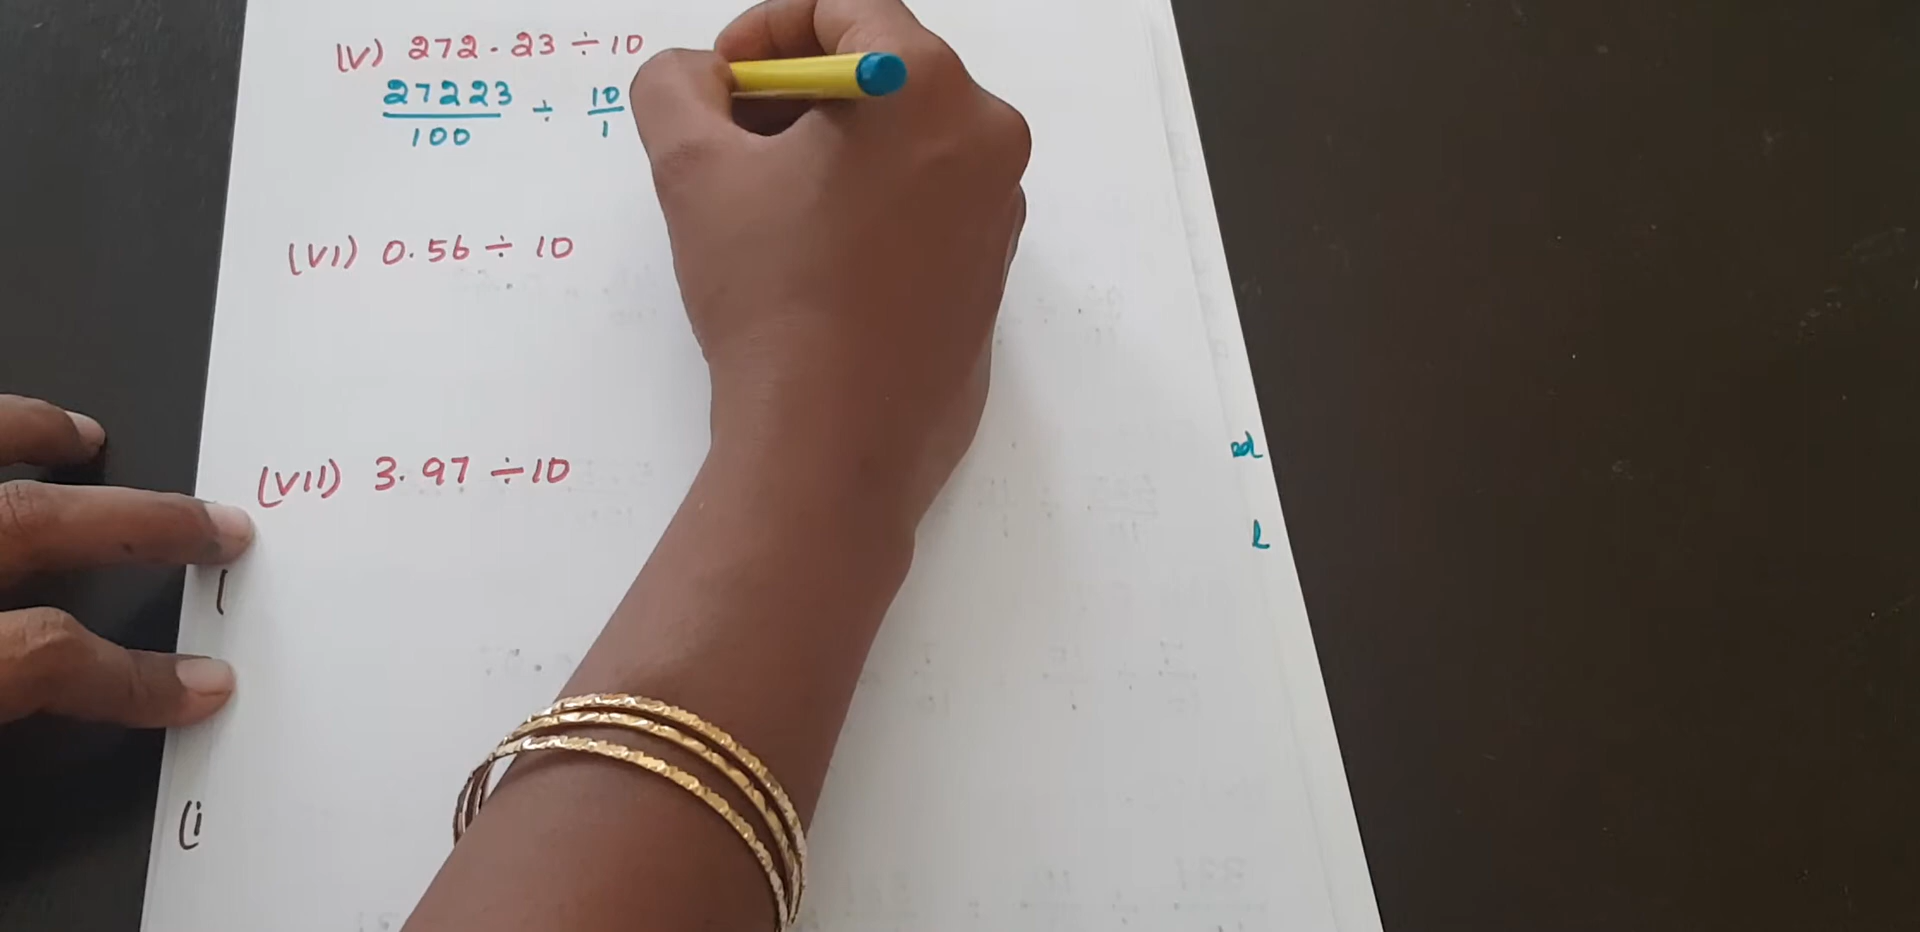 (V) 272.23 ÷ 10
27223/100 ÷ 10/1
(VI) 0.56 ÷ 10
(VII) 3.97 ÷ 10
(
(i